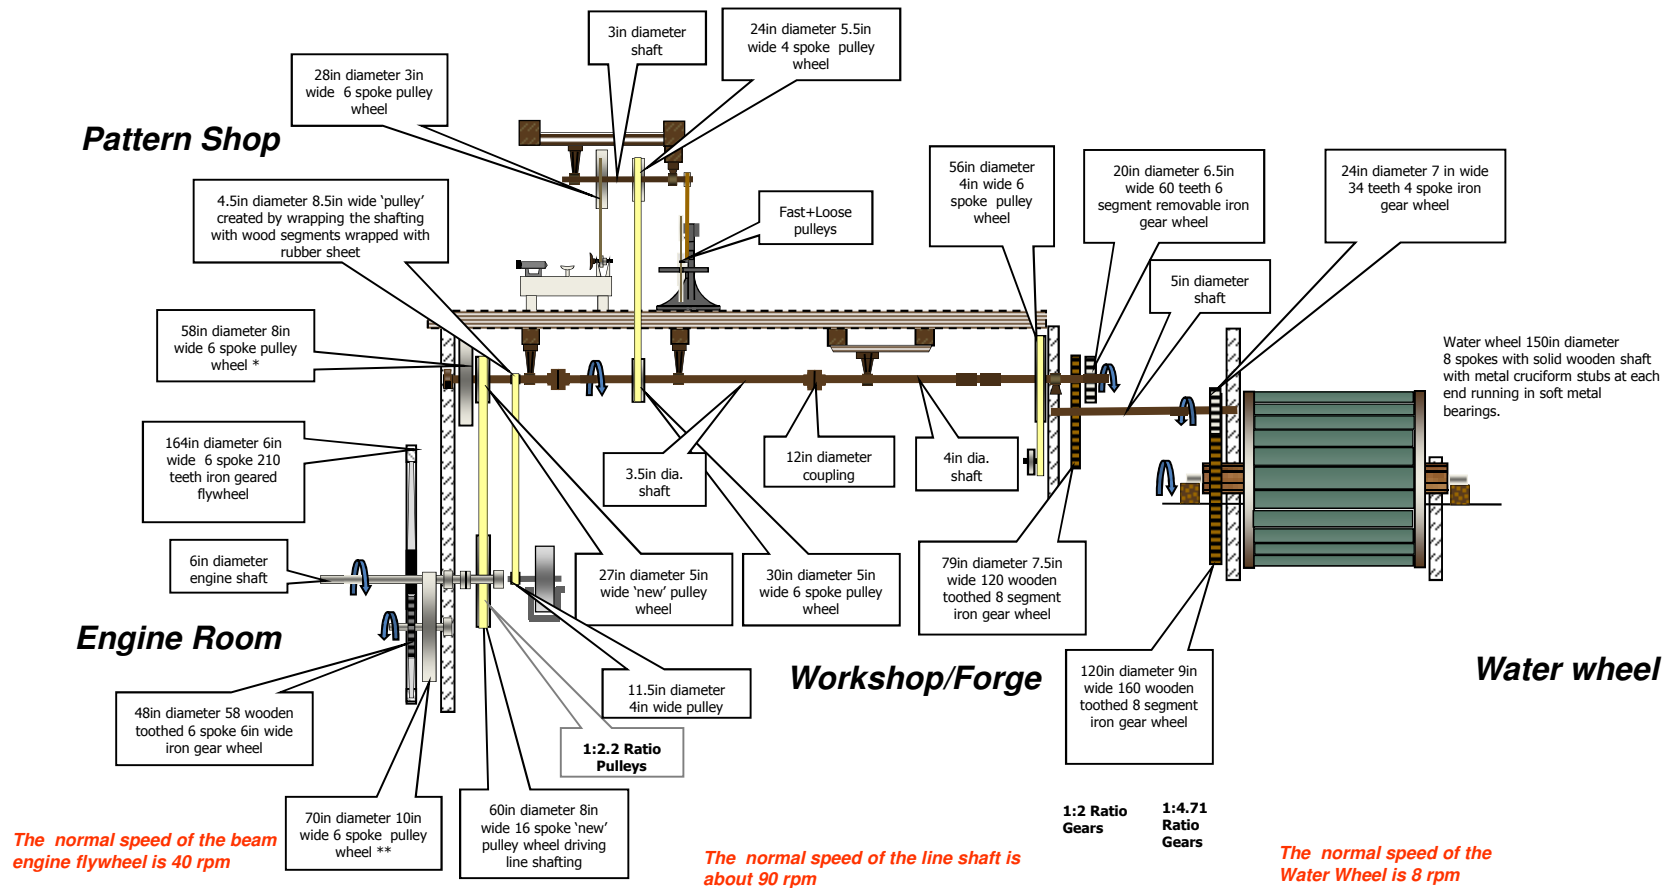 3in diameter
shaft
24in diameter 5.5in
wide 4 spoke  pulley
wheel
28in diameter 3in
wide  6 spoke pulley
wheel
Pattern Shop
4.5in diameter 8.5in wide ‘pulley’
created by wrapping the shafting
with wood segments wrapped with
rubber sheet
Fast+Loose
pulleys
56in diameter
4in wide 6
spoke  pulley
wheel
20in diameter 6.5in
wide 60 teeth 6
segment removable iron
gear wheel
24in diameter 7 in wide
34 teeth 4 spoke iron
gear wheel
5in diameter
shaft
58in diameter 8in
wide 6 spoke pulley
wheel *
Water wheel 150in diameter
8 spokes with solid wooden shaft
with metal cruciform stubs at each
end running in soft metal
bearings.
164in diameter 6in
wide  6 spoke 210
teeth iron geared
flywheel
3.5in dia.
shaft
12in diameter
coupling
4in dia.
shaft
6in diameter
engine shaft
27in diameter 5in
wide ‘new’ pulley
wheel
30in diameter 5in
wide 6 spoke pulley
wheel
79in diameter 7.5in
wide 120 wooden
toothed 8 segment
iron gear wheel
Engine Room
Workshop/Forge
Water wheel
48in diameter 58 wooden
toothed 6 spoke 6in wide
iron gear wheel
11.5in diameter
4in wide pulley
120in diameter 9in
wide 160 wooden
toothed 8 segment
iron gear wheel
1:2.2 Ratio
Pulleys
70in diameter 10in
wide 6 spoke  pulley
wheel **
60in diameter 8in
wide 16 spoke ‘new’
pulley wheel driving
line shafting
1:2 Ratio
Gears
1:4.71
Ratio
Gears
The  normal speed of the beam
engine flywheel is 40 rpm
The  normal speed of the line shaft is
about 90 rpm
The  normal speed of the
Water Wheel is 8 rpm